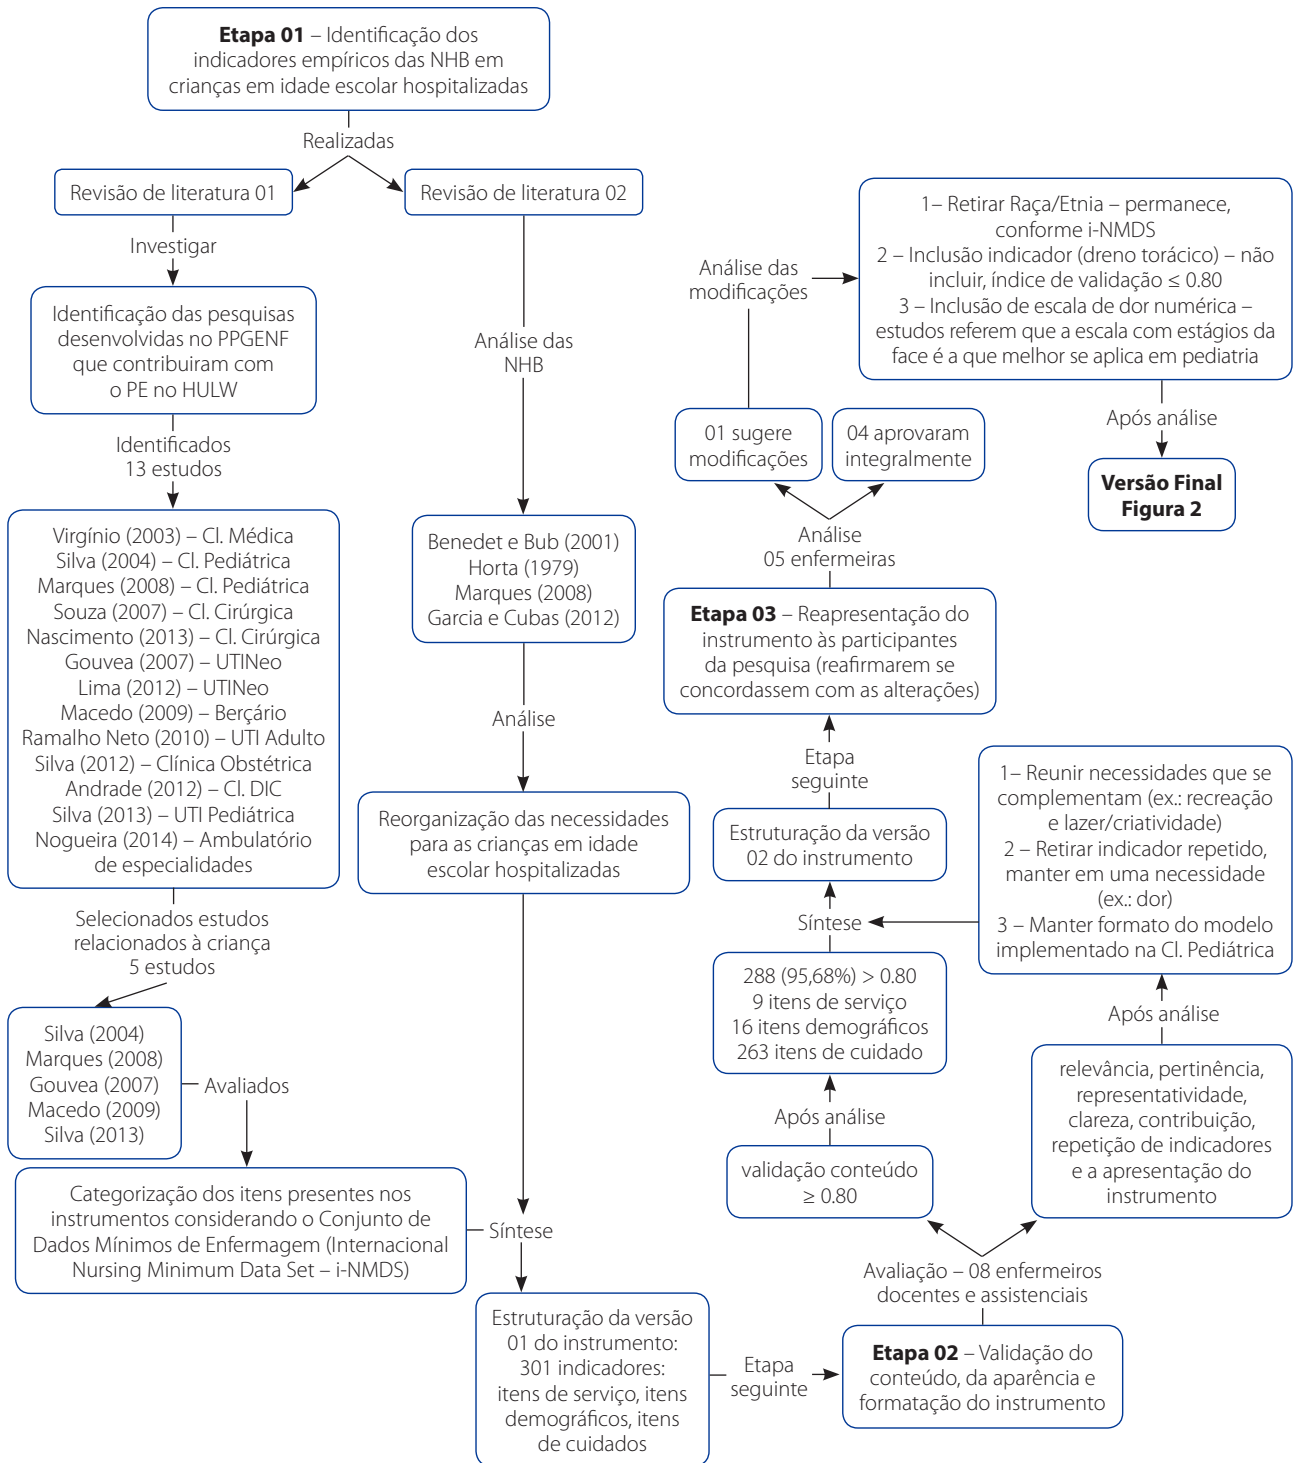 Etapa 01 – Identificação dos
indicadores empíricos das NHB em
crianças em idade escolar hospitalizadas
Realizadas
Revisão de literatura 01
Revisão de literatura 02
Investigar
Identificação das pesquisas
desenvolvidas no PPGENF
que contribuiram com
o PE no HULW
Identificados
13 estudos
Virgínio (2003) – Cl. Médica
Silva (2004) – Cl. Pediátrica
Marques (2008) – Cl. Pediátrica
Souza (2007) – Cl. Cirúrgica
Nascimento (2013) – Cl. Cirúrgica
Gouvea (2007) – UTINeo
Lima (2012) – UTINeo
Macedo (2009) – Berçário
Ramalho Neto (2010) – UTI Adulto
Silva (2012) – Clínica Obstétrica
Andrade (2012) – Cl. DIC
Silva (2013) – UTI Pediátrica
Nogueira (2014) – Ambulatório
de especialidades
Selecionados estudos
relacionados à criança
5 estudos
Silva (2004)
Marques (2008)
Gouvea (2007)
Macedo (2009)
Silva (2013)
Avaliados
Categorização dos itens presentes nos
instrumentos considerando o Conjunto de
Dados Mínimos de Enfermagem (Internacional
Nursing Minimum Data Set – i-NMDS)
Análise das
NHB
Benedet e Bub (2001)
Horta (1979)
Marques (2008)
Garcia e Cubas (2012)
Análise
Reorganização das necessidades
para as crianças em idade
escolar hospitalizadas
Síntese
Estruturação da versão
01 do instrumento:
301 indicadores:
itens de serviço, itens
demográficos, itens
de cuidados
Etapa
seguinte
Etapa 02 – Validação do
conteúdo, da aparência e
formatação do instrumento
Avaliação – 08 enfermeiros
docentes e assistenciais
validação conteúdo
≥ 0.80
Após análise
288 (95,68%) > 0.80
9 itens de serviço
16 itens demográficos
263 itens de cuidado
relevância, pertinência,
representatividade,
clareza, contribuição,
repetição de indicadores
e a apresentação do
instrumento
Após análise
1– Reunir necessidades que se
complementam (ex.: recreação
e lazer/criatividade)
2 – Retirar indicador repetido,
manter em uma necessidade
(ex.: dor)
3 – Manter formato do modelo
implementado na Cl. Pediátrica
Síntese
Estruturação da versão
02 do instrumento
Etapa
seguinte
Etapa 03 – Reapresentação do
instrumento às participantes
da pesquisa (reafirmarem se
concordassem com as alterações)
Análise
05 enfermeiras
01 sugere
modificações
04 aprovaram
integralmente
Análise das
modificações
1– Retirar Raça/Etnia – permanece,
conforme i-NMDS
2 – Inclusão indicador (dreno torácico) – não
incluir, índice de validação ≤ 0.80
3 – Inclusão de escala de dor numérica –
estudos referem que a escala com estágios da
face é a que melhor se aplica em pediatria
Após análise
Versão Final
Figura 2